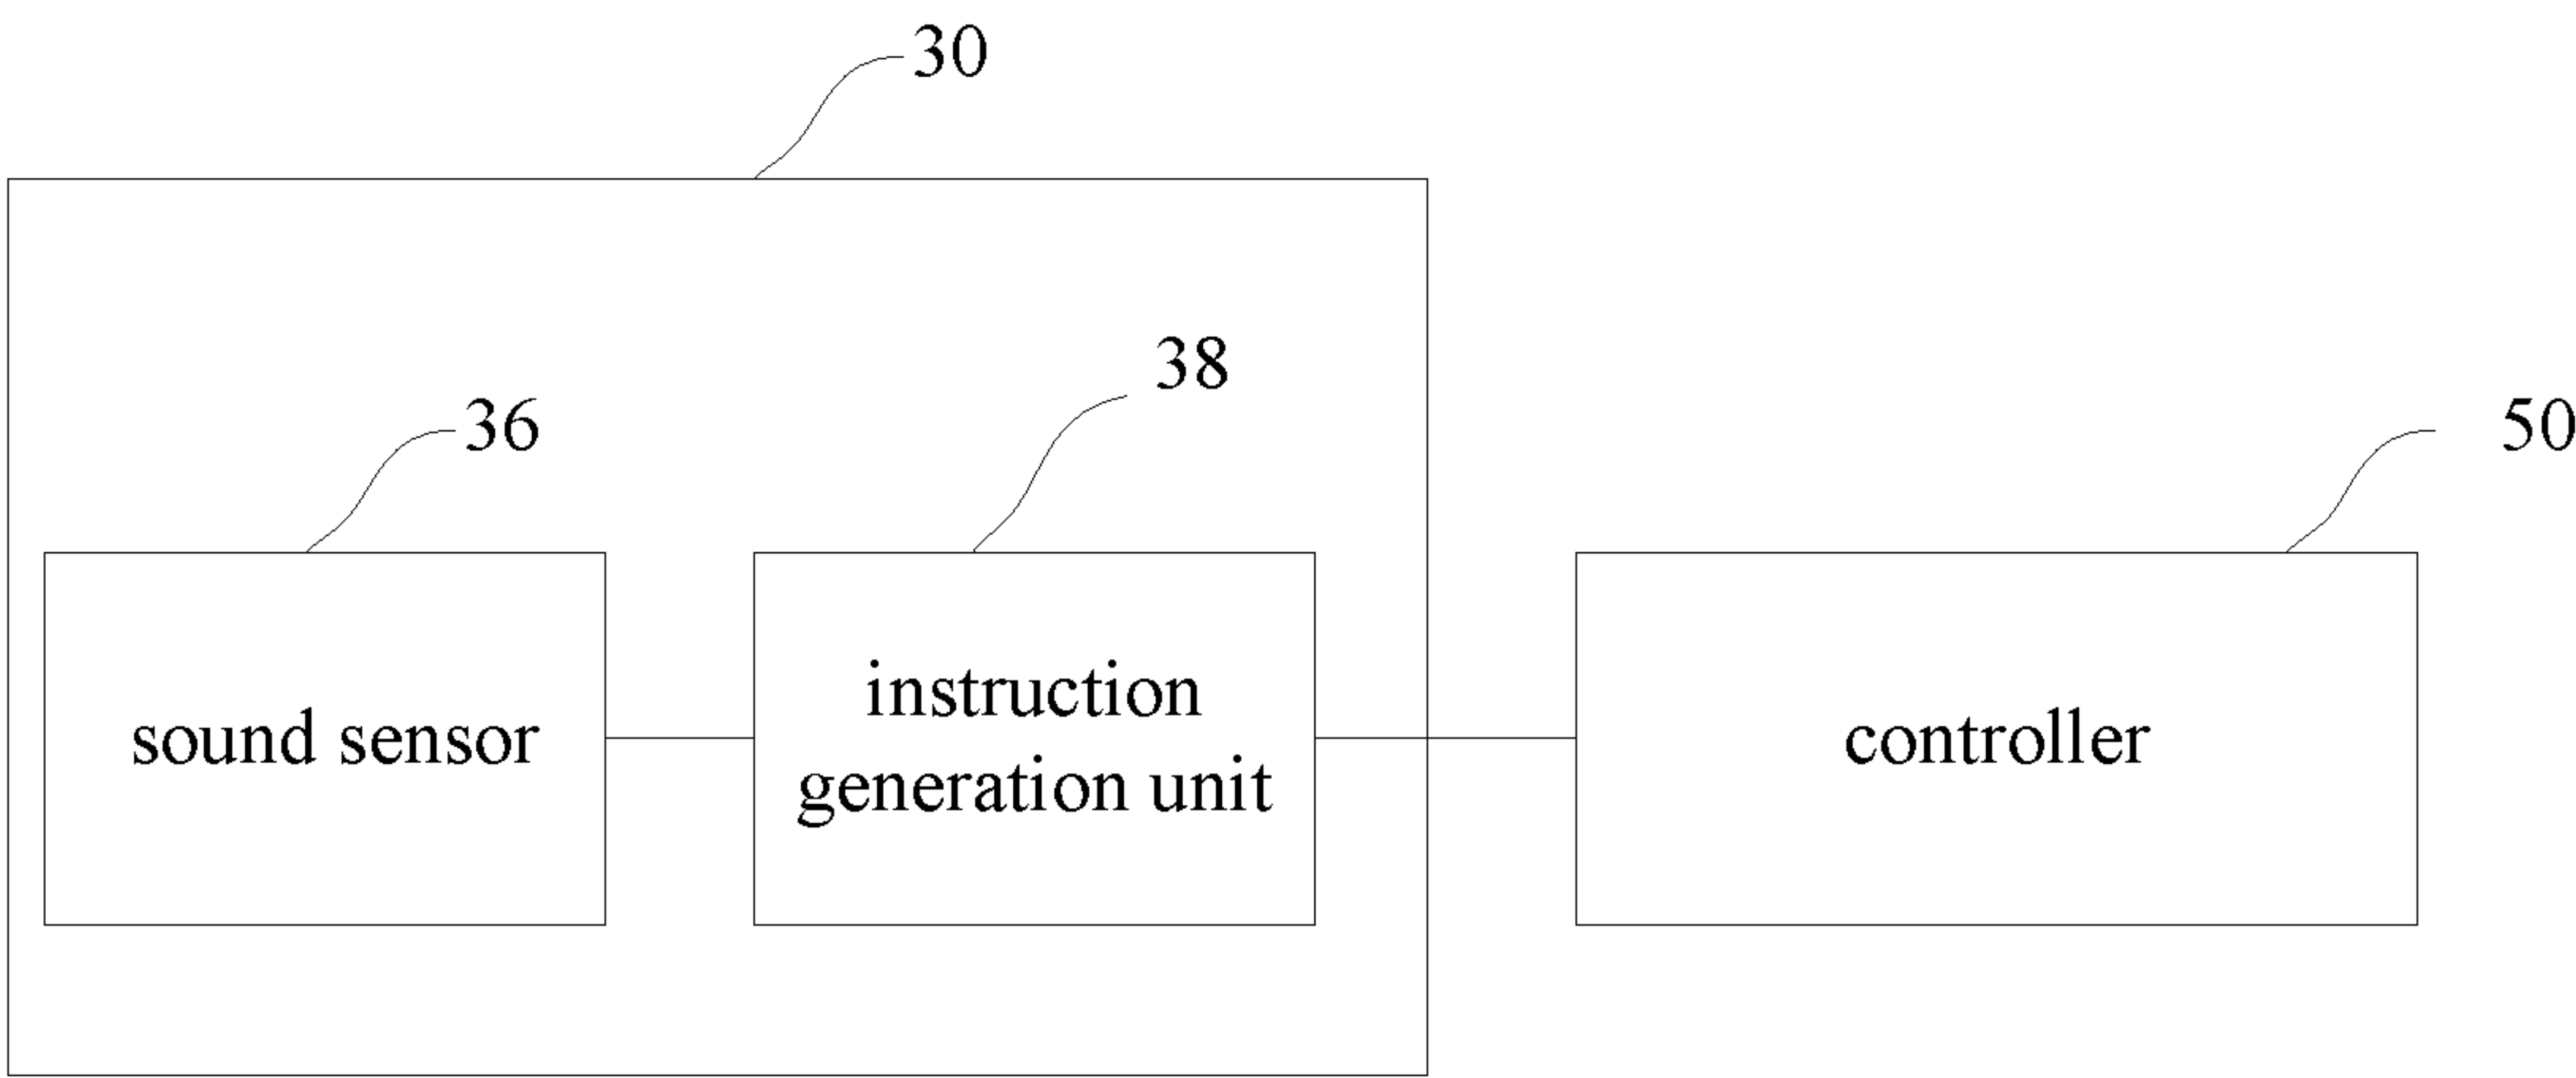 30
38
36
50
sound sensor
instruction
generation unit
controller